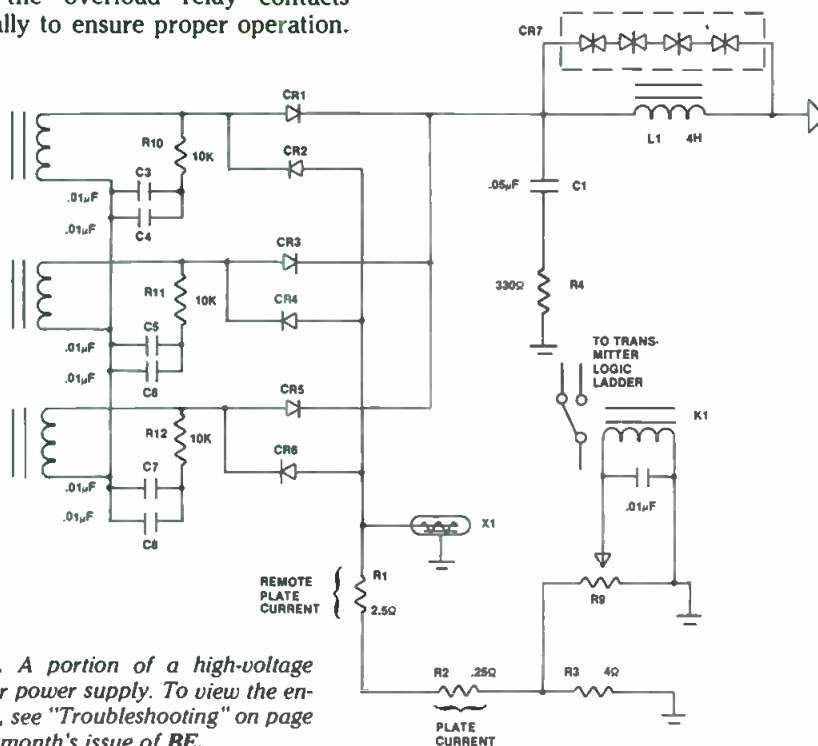 the overload relay contacts
ally to ensure proper operation.
CR7
CR1
L1 4H
R10
10K
CR2
C3
.01µF
.05µF C1
.01µF
C4
CR3
R11
10K
CR4
330Ω R4
C5
.01µF
.01µF
C6
TO TRANS-
MITTER
LOGIC
LADDER
CR5
K1
R12
10K
CR6
C7
.01µF
.01µF
.01µF
C8
X1
REMOTE
PLATE
CURRENT
R1
2.5Ω
R9
. A portion of a high-voltage
r power supply. To view the en-
, see "Troubleshooting" on page
month's issue of BE.
R2 .25Ω
R3 4Ω
PLATE
CURRENT